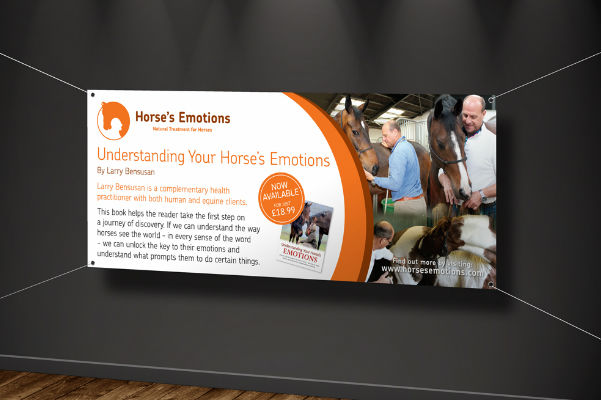 Horse's Emotions
Natural Treatment for Horses
Understanding Your Horse's Emotions
By Larry Bensusan
Larry Bensusan is a complementary health
practitioner with both human and equine clients.
This book helps the reader take the first step on
a journey of discovery. If we can understand the way
horses see the world – in every sense of the word
– we can unlock the key to their emotions and
understand what prompts them to do certain things.
NOW
AVAILABLE
FOR JUST
£18.99
Understanding Your Horse's
EMOTIONS
Find out more by visiting:
www.horsesemotions.com